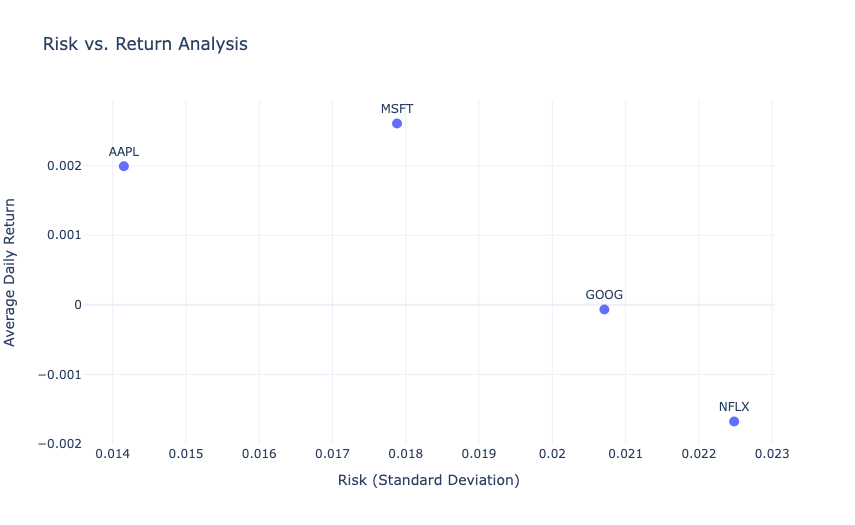 Risk vs. Return Analysis
MSFT
AAPL
GOOG
NFLX
0.002
0.001
0
−0.001
−0.002
0.014
0.015
0.016
0.017
0.018
0.019
0.02
0.021
0.022
0.023
Risk (Standard Deviation)
Average Daily Return